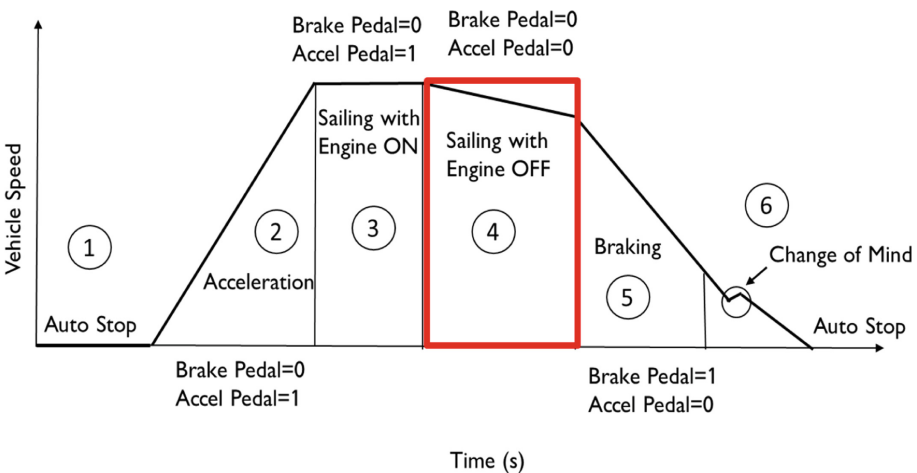 Brake Pedal=0
Accel Pedal=1
Brake Pedal=0
Accel Pedal=0
Vehicle Speed
Sailing with
Engine ON
Sailing with
Engine OFF
1
2
3
4
5
6
Acceleration
Braking
Change of Mind
Auto Stop
Auto Stop
Brake Pedal=0
Accel Pedal=1
Brake Pedal=1
Accel Pedal=0
Time (s)